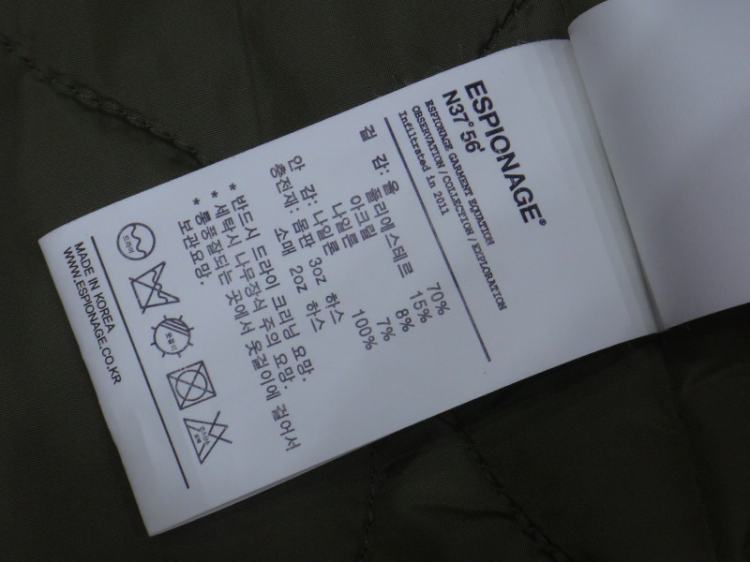 ESPIONAGE®
N37°56'
ESPIONAGE GARMENT EQUATION
OBSERVATION/COLLECTION/EXPLORATION
Infiltrated in 2011
겉 감: 울 70%
폴리에스테르 15%
아크릴 8%
나일론 7%
안 감: 나일론 100%
충전재: 몸판 3oz 하스
소매 2oz 하스
* 반드시 드라이 크리닝 요망.
* 세탁시 나무장식 주의 요망.
* 통풍잘되는 곳에서 옷걸이에 걸어서
보관요망.
드라이
MADE IN KOREA
WWW.ESPIONAGE.CO.KR